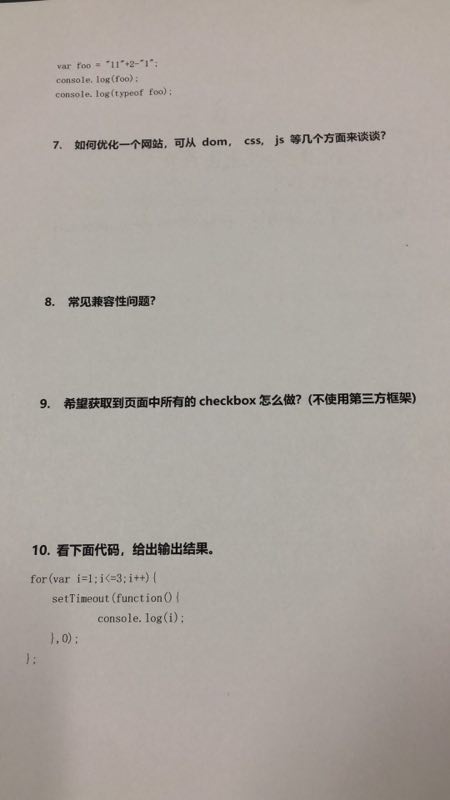 var foo = "11"+2-"1";
console.log(foo);
console.log(typeof foo);
7. 如何优化一个网站，可从 dom， css， js 等几个方面来谈谈？
8. 常见兼容性问题？
9. 希望获取到页面中所有的 checkbox 怎么做？(不使用第三方框架)
10. 看下面代码，给出输出结果。
for(var i=1;i<=3;i++){
setTimeout(function(){
console.log(i);
},0);
};